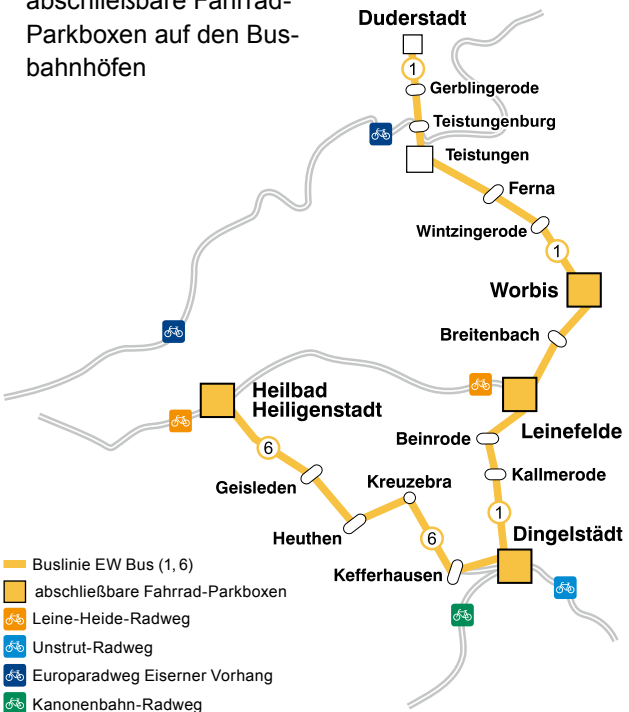 abschließbare Fahrrad-
Parkboxen auf den Bus-
bahnhöfen
Duderstadt
1
Gerblingerode
Teistungenburg
Teistungen
Ferna
Wintzingerode
1
Worbis
Breitenbach
Heilbad
Heiligenstadt
Leinefelde
Beinrode
6
Kallmerode
Geisleden
Kreuzebra
1
Heuthen
6
Dingelstädt
Kefferhausen
Buslinie EW Bus (1, 6)
abschließbare Fahrrad-Parkboxen
Leine-Heide-Radweg
Unstrut-Radweg
Europaradweg Eiserner Vorhang
Kanonenbahn-Radweg